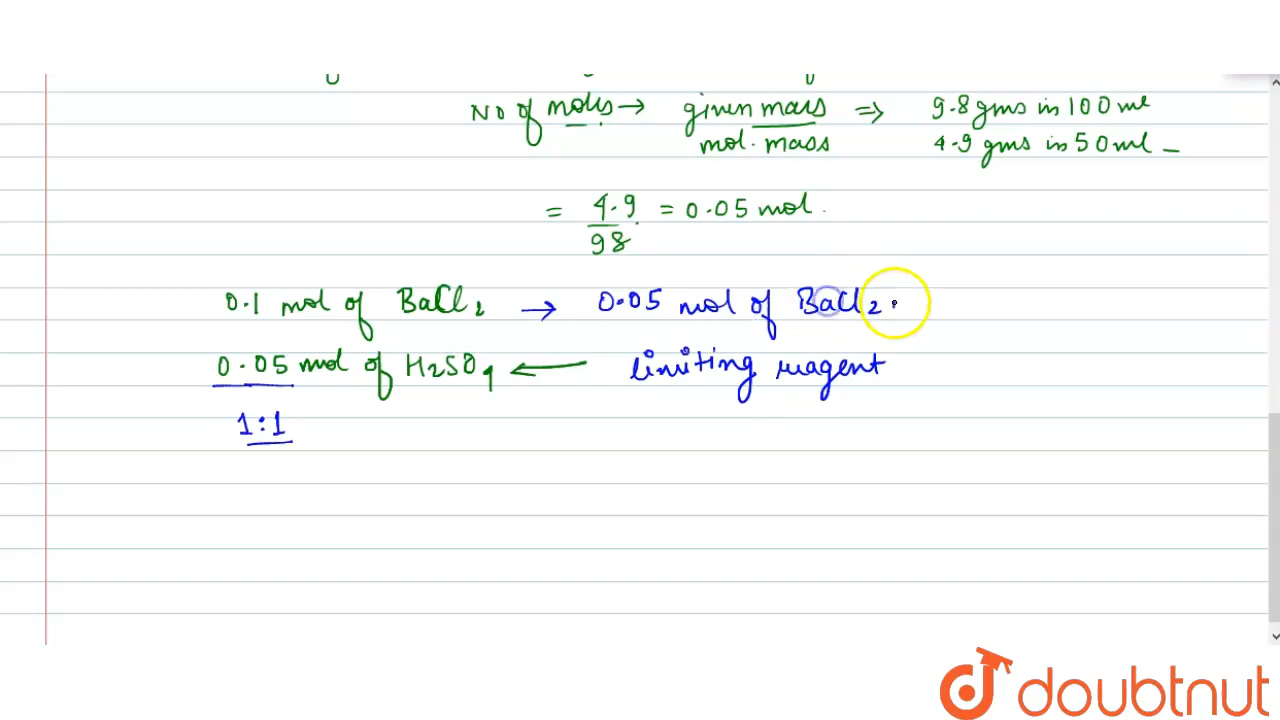 No of moles → given mass ⇒ 9.8 gms in 100 ml
mol. mass 4.9 gms in 50 ml
= 4.9 = 0.05 mol.
98
0.1 mol of BaCl2 → 0.05 mol of BaCl2.
0.05 mol of H2SO4 ← limiting reagent
1:1
doubtnut